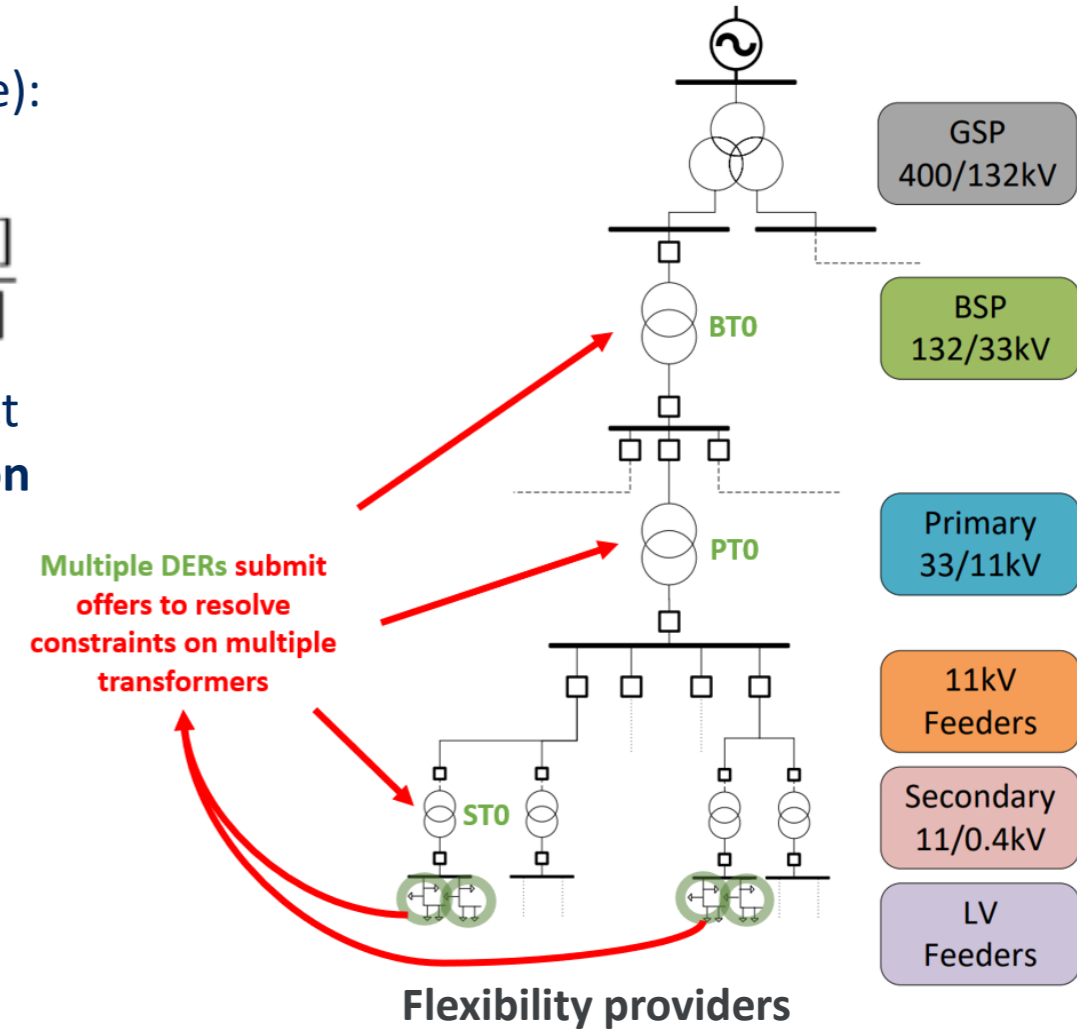 e):
]
t
on
GSP
400/132kV
BT0
BSP
132/33kV
Multiple DERs submit
offers to resolve
constraints on multiple
transformers
PT0
Primary
33/11kV
11kV
Feeders
ST0
Secondary
11/0.4kV
LV
Feeders
Flexibility providers